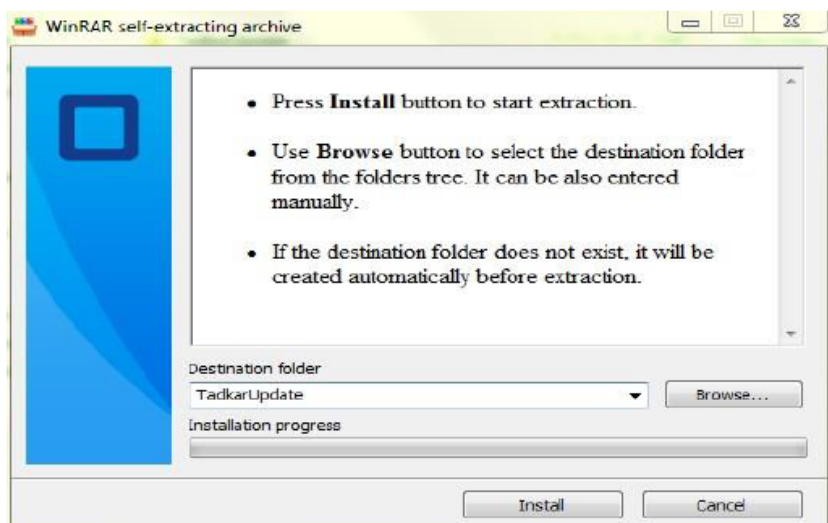 WinRAR self-extracting archive
• Press Install button to start extraction.
• Use Browse button to select the destination folder
from the folders tree. It can be also entered
manually.
• If the destination folder does not exist, it will be
created automatically before extraction.
Destination folder
TadkarUpdate
Browse...
Installation progress
Install
Cancel